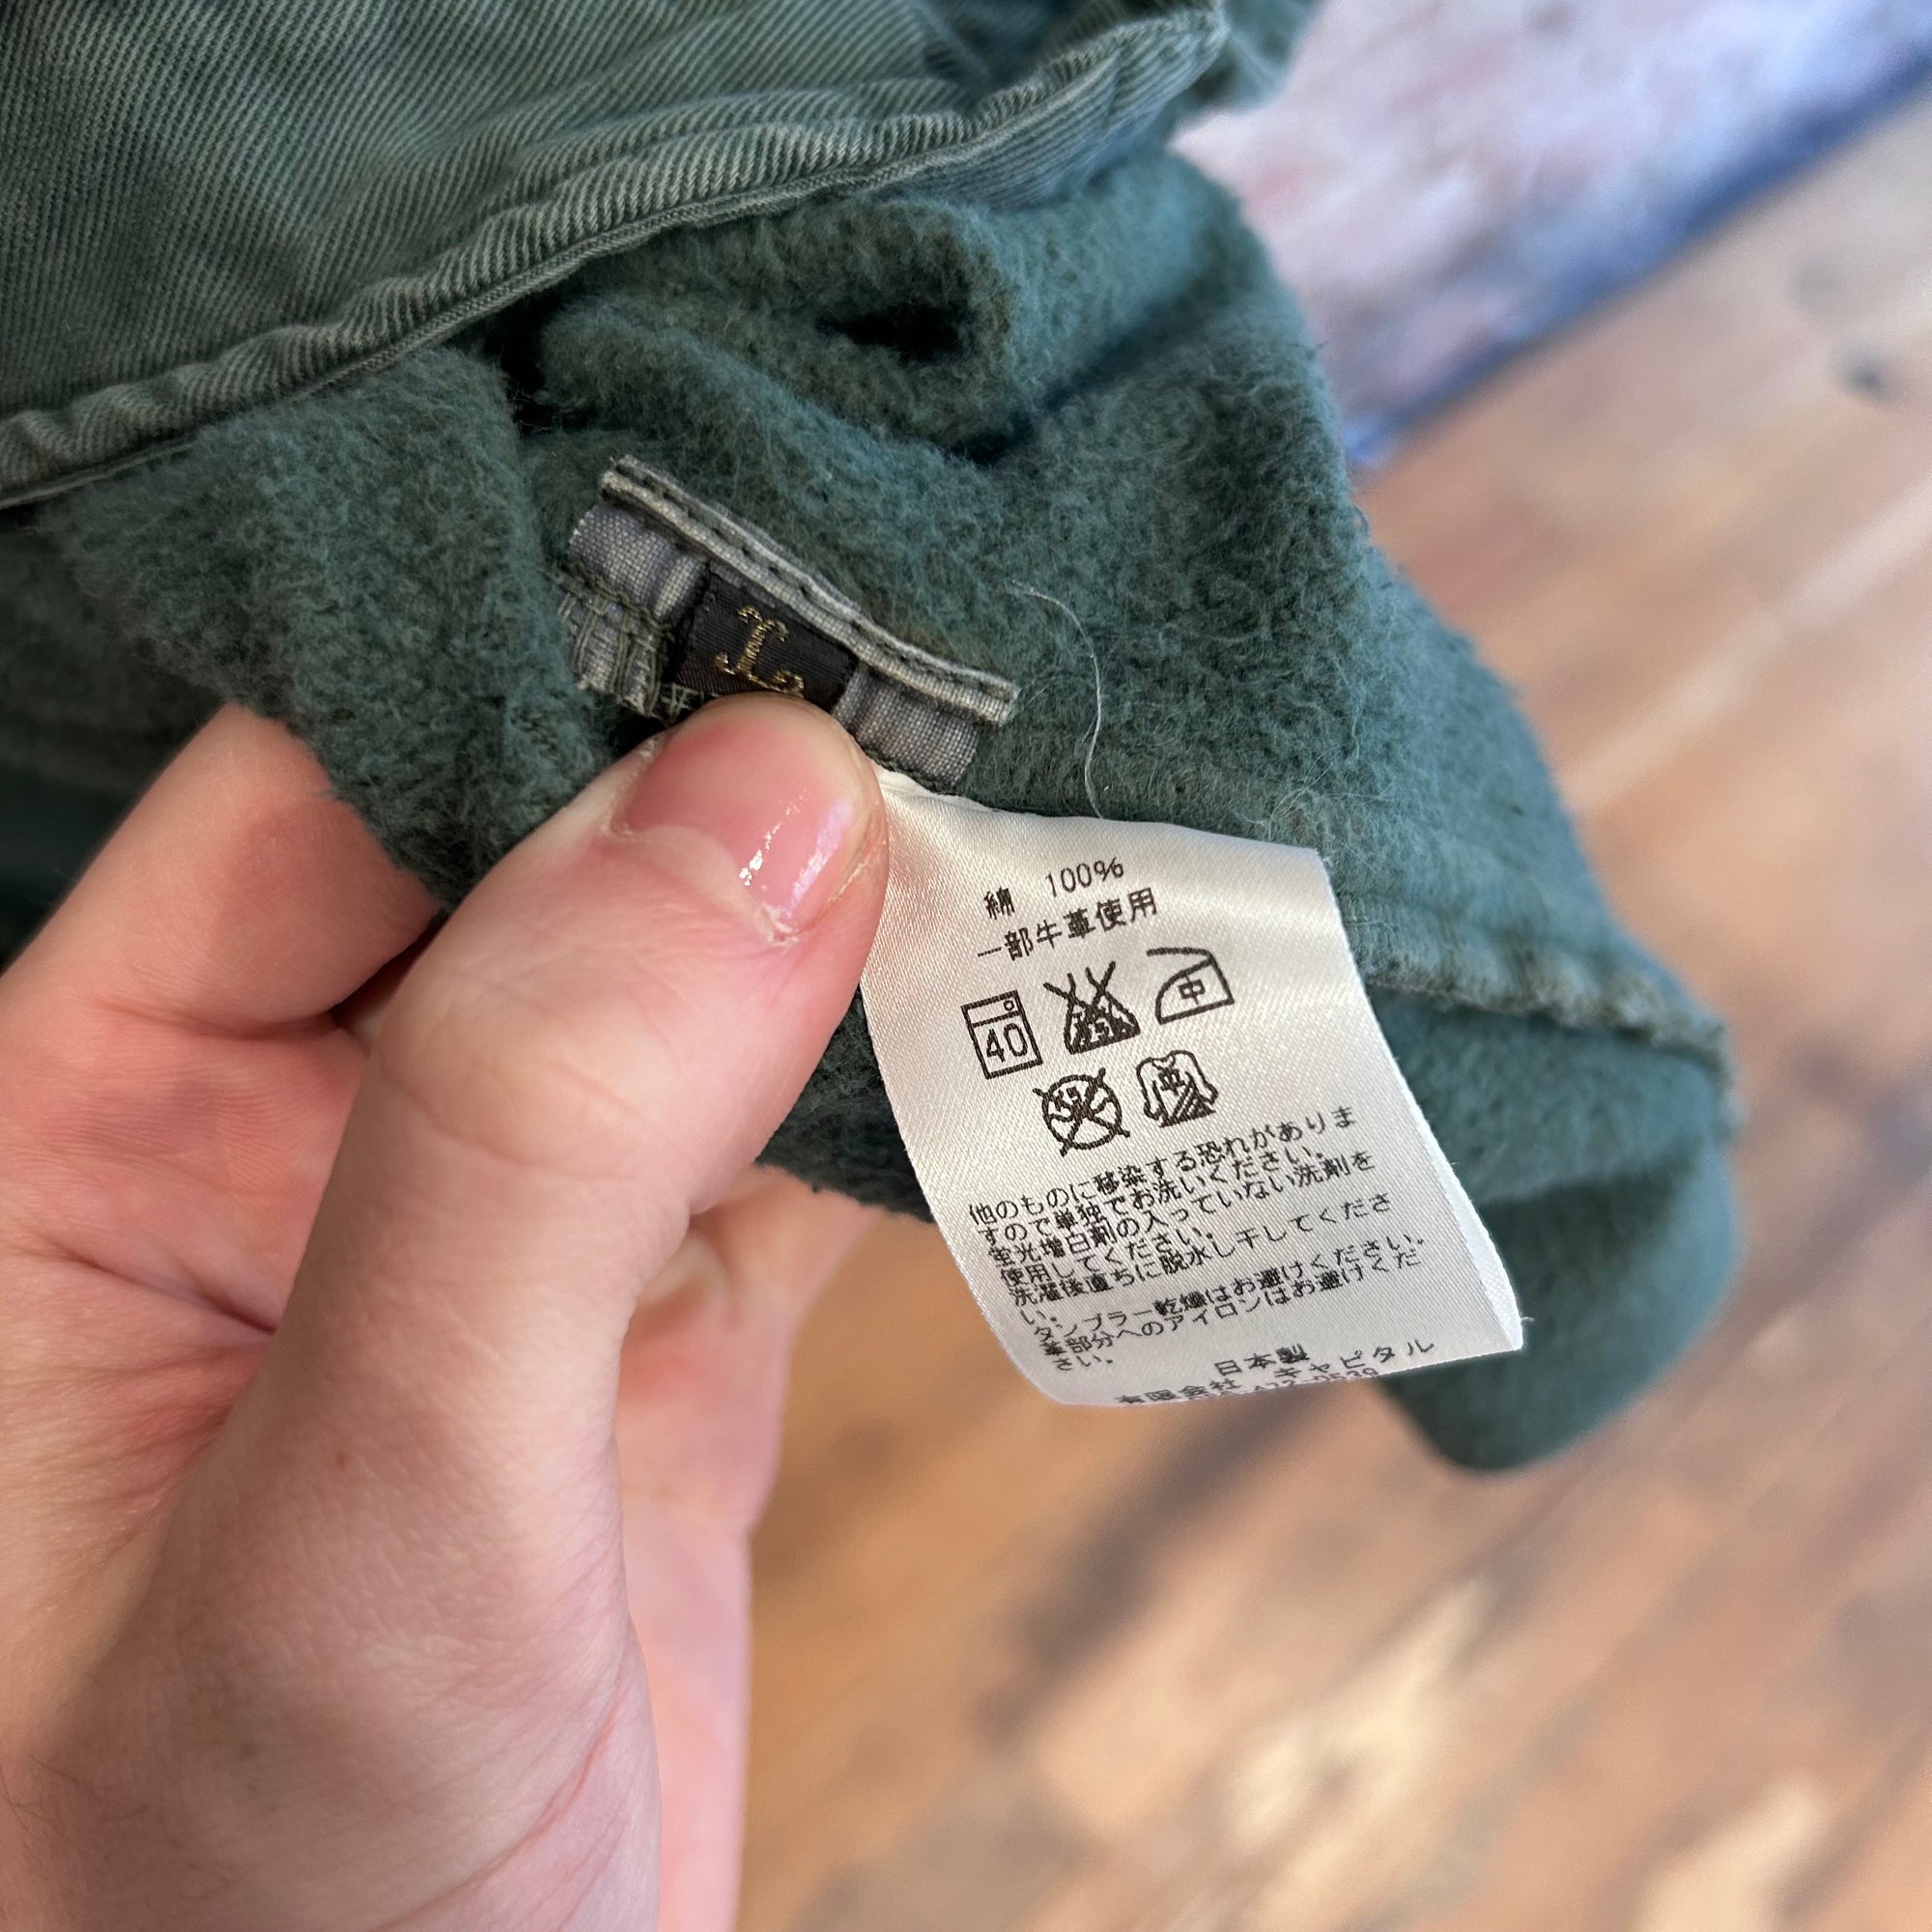 L
綿 100%
一部牛革使用
40
中
他のものに移染する恐れがありま
すので単独でお洗いください。
蛍光増白剤の入っていない洗剤を
使用してください。
洗濯後直ちに脱水し干してくださ
い。
タンブラー乾燥はお避けください。
革部分へのアイロンはお避けくだ
さい。
日本製
有限会社 キャピタル